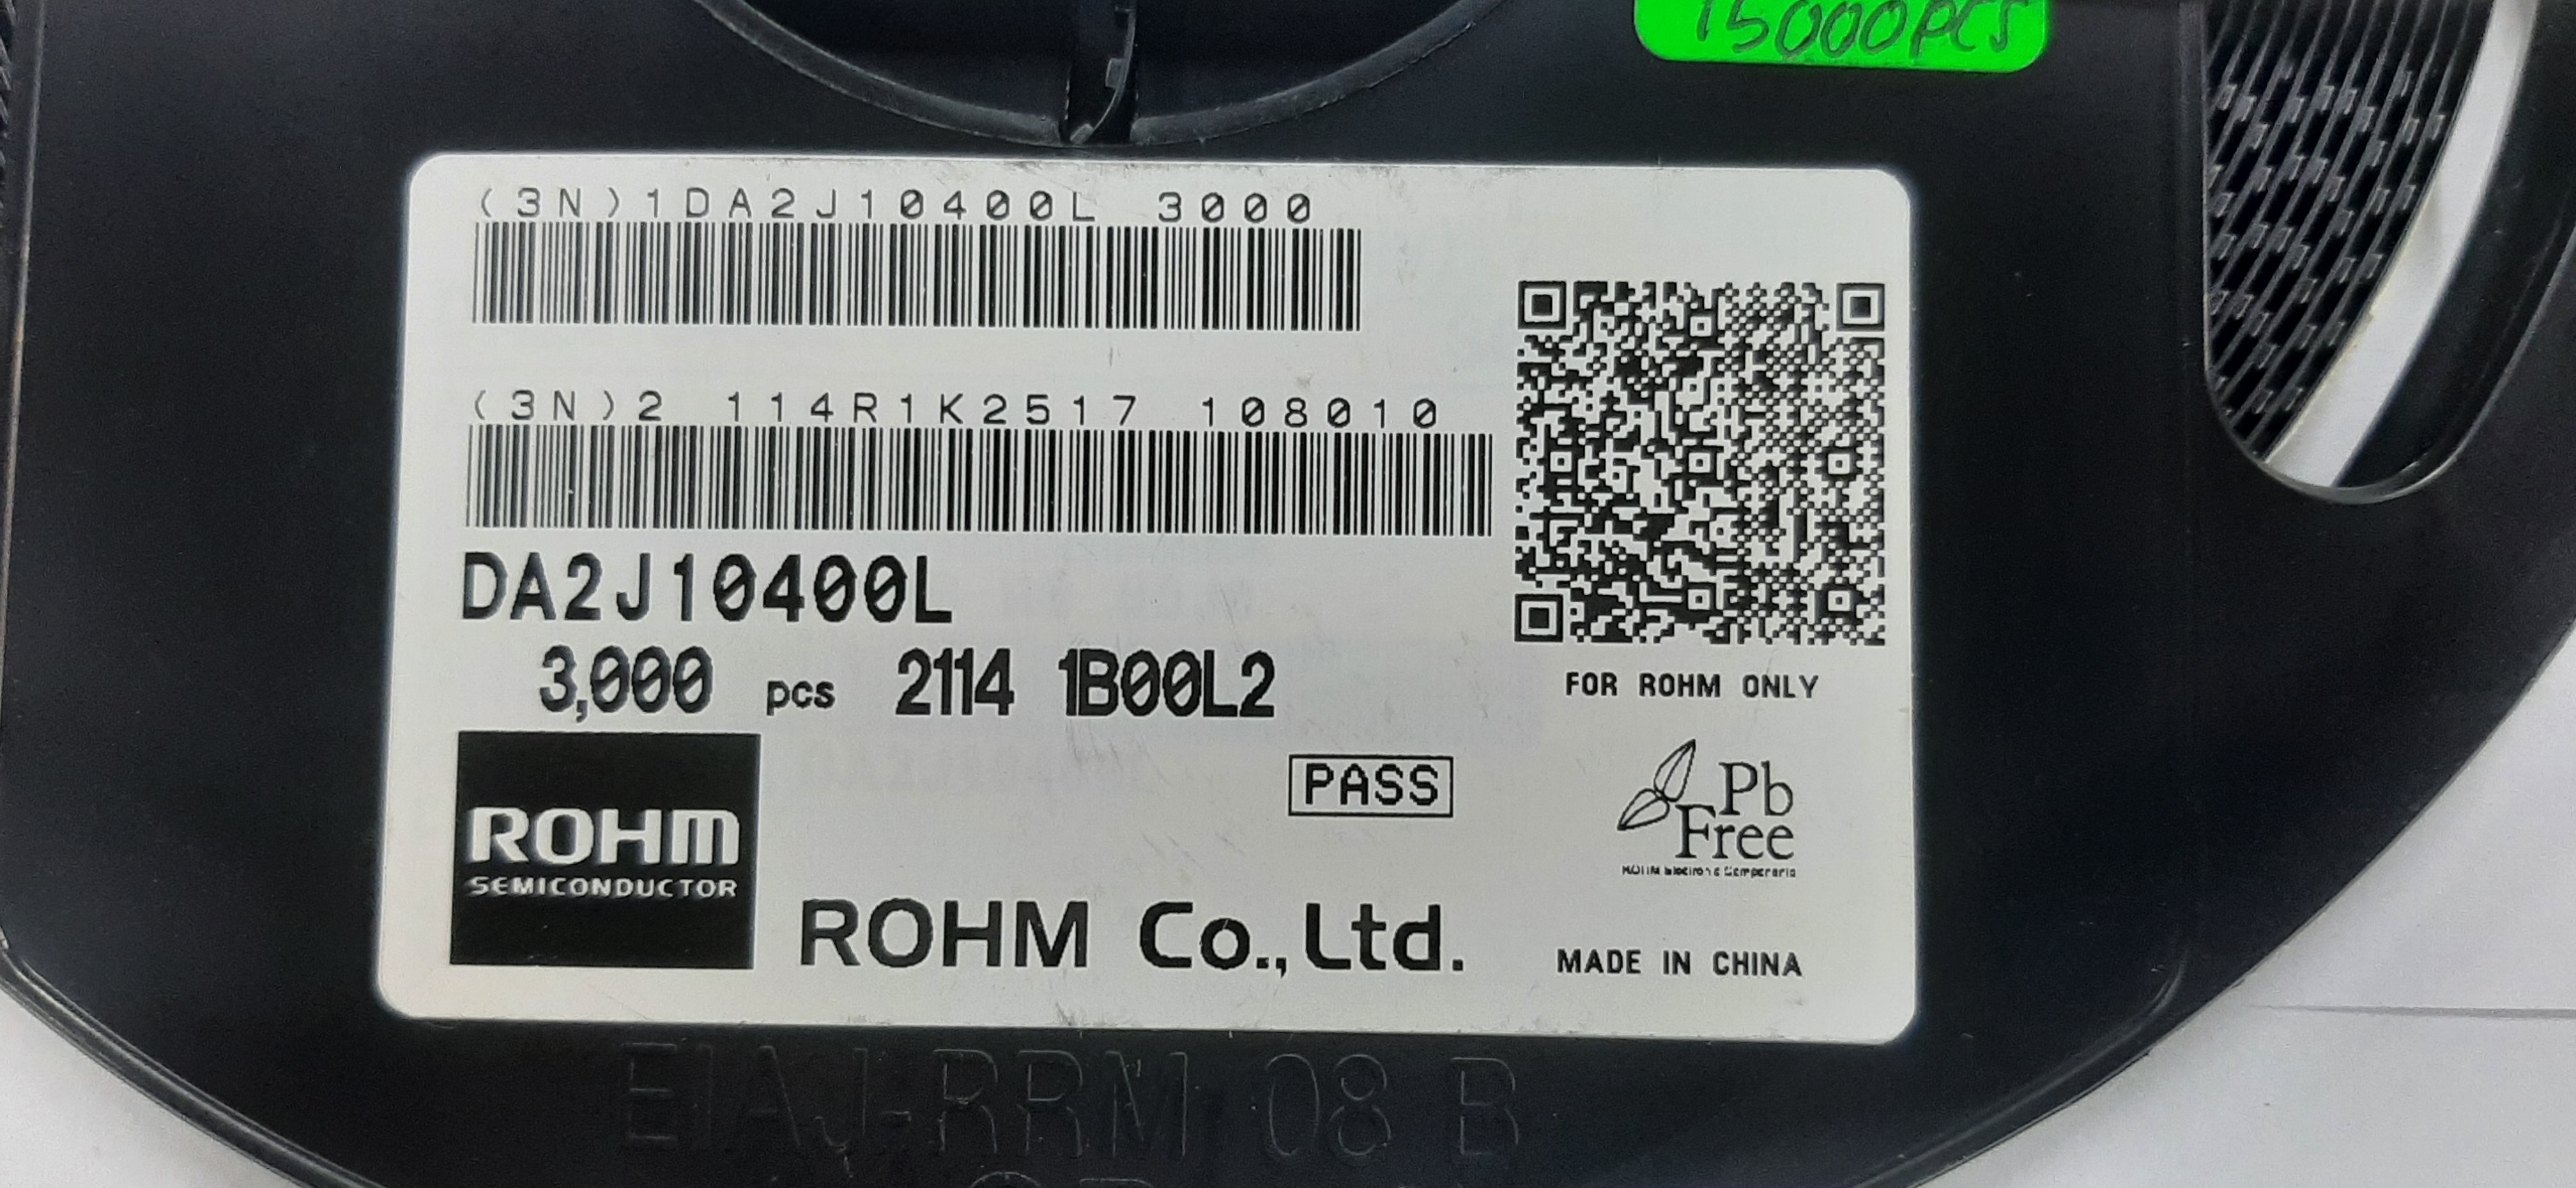 15000pcs
(3N)1DA2J10400L 3000
(3N)2 114R1K2517 108010
DA2J10400L
3,000 pcs 2114 1B00L2
FOR ROHM ONLY
PASS
Pb
Free
ROHM
SEMICONDUCTOR
ROHM Co.,Ltd.
MADE IN CHINA
EIAJ-RRM 08 B